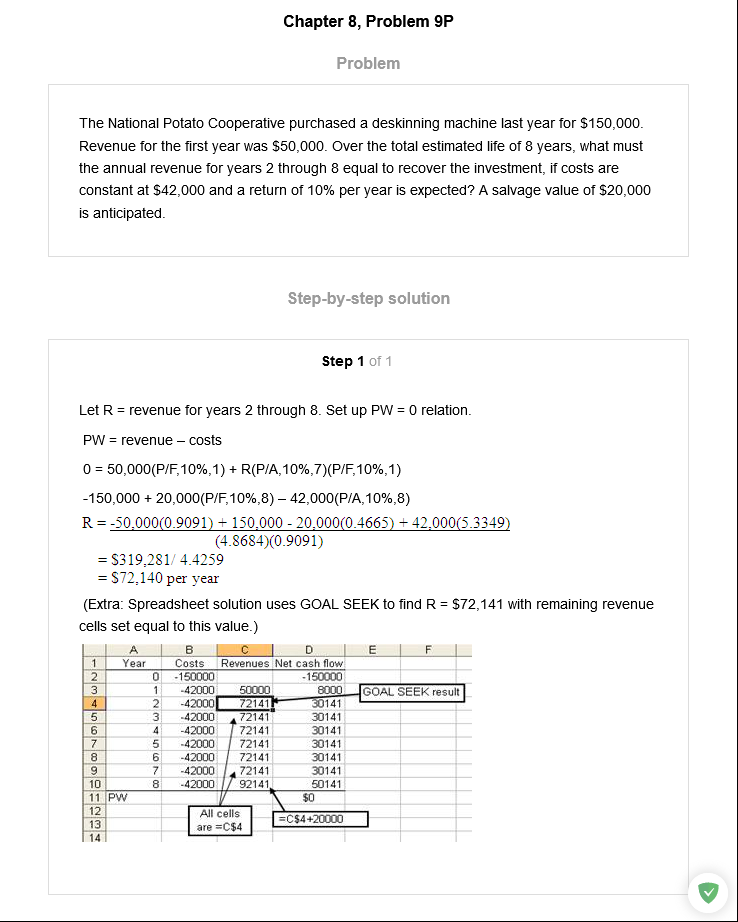 Chapter 8, Problem 9P
Problem
The National Potato Cooperative purchased a deskinning machine last year for $150,000.
Revenue for the first year was $50,000. Over the total estimated life of 8 years, what must
the annual revenue for years 2 through 8 equal to recover the investment, if costs are
constant at $42,000 and a return of 10% per year is expected? A salvage value of $20,000
is anticipated.
Step-by-step solution
Step 1 of 1
Let R = revenue for years 2 through 8. Set up PW = 0 relation.
PW = revenue – costs
0 = 50,000(P/F,10%,1) + R(P/A,10%,7)(P/F,10%,1)
-150,000 + 20,000(P/F,10%,8) – 42,000(P/A,10%,8)
R = -50,000(0.9091) + 150,000 - 20,000(0.4665) + 42,000(5.3349)
(4.8684)(0.9091)
= $319,281/ 4.4259
= $72,140 per year
(Extra: Spreadsheet solution uses GOAL SEEK to find R = $72,141 with remaining revenue
cells set equal to this value.)
A B C D E F
1 Year Costs Revenues Net cash flow
2 0 -150000 -150000
3 1 -42000 50000 8000 GOAL SEEK result
4 2 -42000 72141 30141
5 3 -42000 72141 30141
6 4 -42000 72141 30141
7 5 -42000 72141 30141
8 6 -42000 72141 30141
9 7 -42000 72141 30141
10 8 -42000 92141 50141
11 PW $0
12 All cells
13 are =C$4 =C$4+20000
14